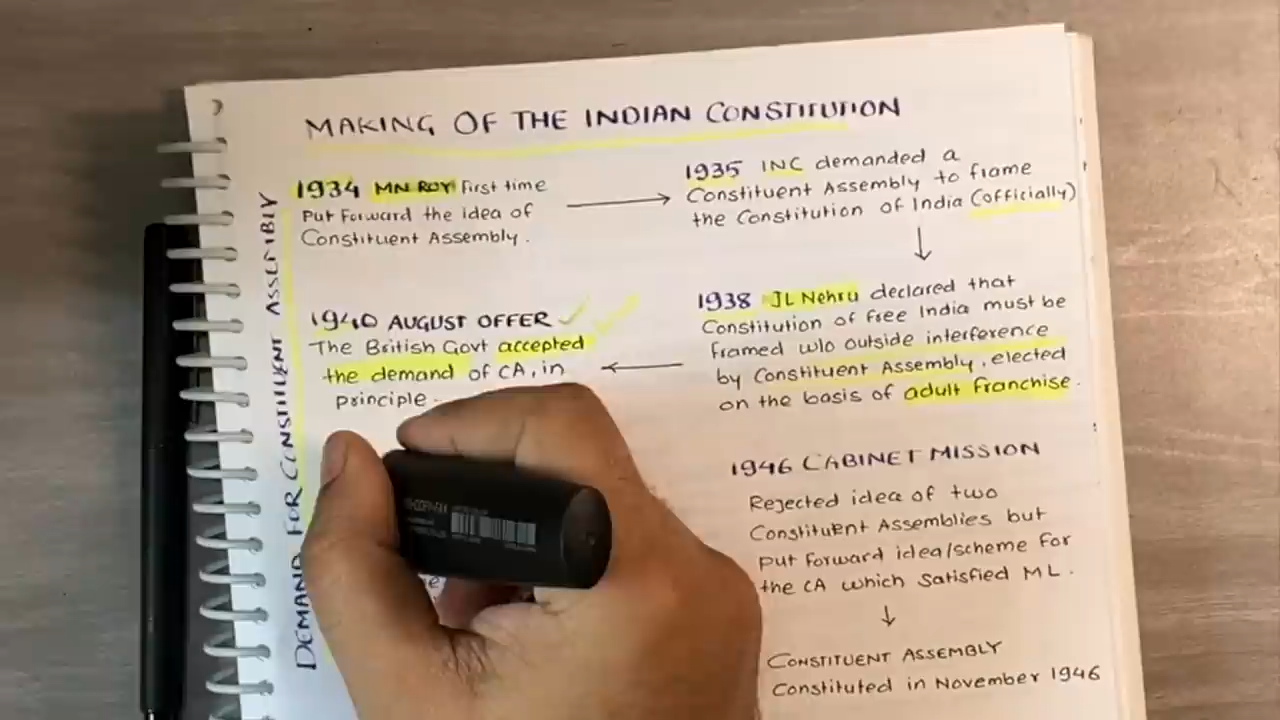 MAKING OF THE INDIAN CONSTITUTION
DEMAND FOR CONSTITUENT ASSEMBLY
1934 MN ROY First time
Put Forward the idea of
Constituent Assembly.
1935 INC demanded a
Constituent Assembly to frame
the Constitution of India (officially)
1938 JL Nehru declared that
Constitution of Free India must be
framed w/o outside interference
by Constituent Assembly, elected
on the basis of adult franchise.
1940 AUGUST OFFER
The British Govt accepted
the demand of CA, in
principle.
1946 CABINET MISSION
Rejected idea of two
Constituent Assemblies but
put forward idea/scheme for
the CA which satisfied ML.
CONSTITUENT ASSEMBLY
Constituted in November 1946